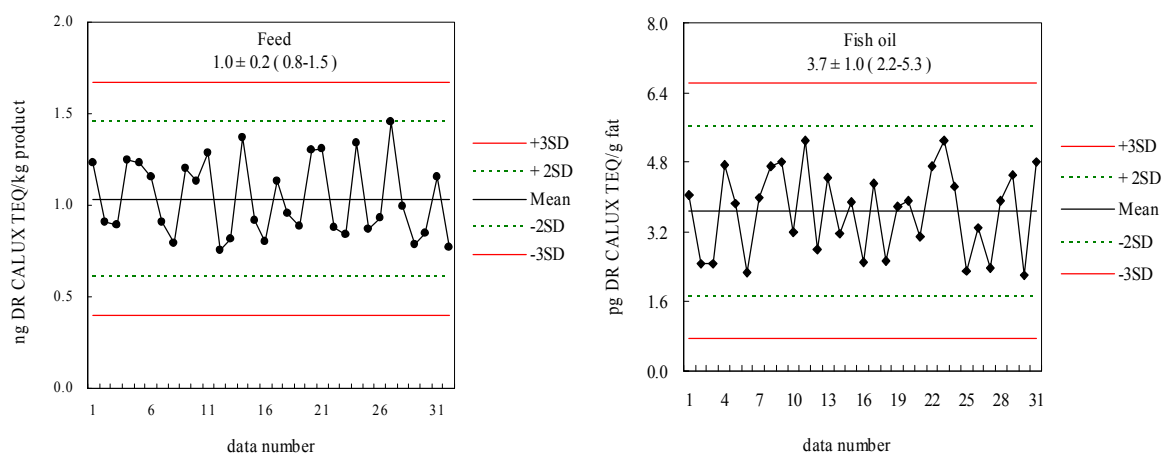 Feed
1.0 ± 0.2 ( 0.8-1.5 )
ng DR CALUX TEQ/kg product
2.0
1.5
1.0
0.5
0.0
1 6 11 16 21 26 31
data number
+3SD
+ 2SD
Mean
-2SD
-3SD
Fish oil
3.7 ± 1.0 ( 2.2-5.3 )
pg DR CALUX TEQ/g fat
8.0
6.4
4.8
3.2
1.6
0.0
1 4 7 10 13 16 19 22 25 28 31
data number
+3SD
+ 2SD
Mean
-2SD
-3SD